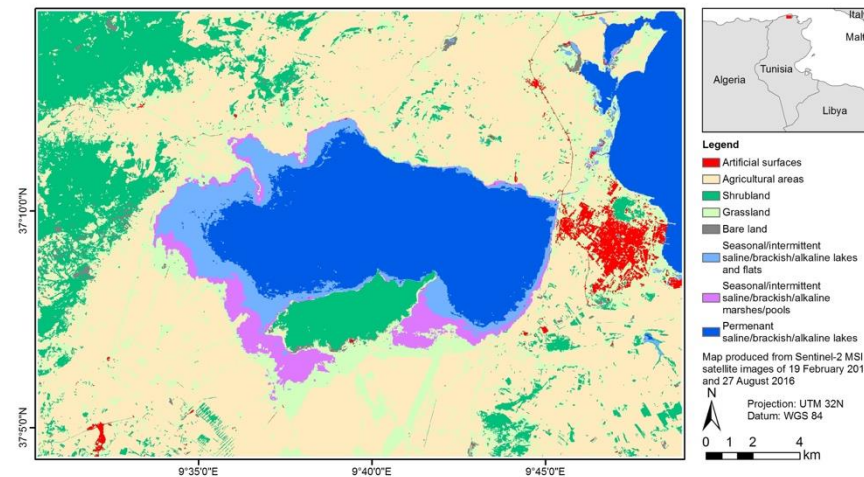 Italy
Malt
Algeria
Tunisia
Libya
Legend
Artificial surfaces
Agricultural areas
Shrubland
Grassland
Bare land
Seasonal/intermittent
saline/brackish/alkaline lakes
and flats
Seasonal/intermittent
saline/brackish/alkaline
marshes/pools
Permenant
saline/brackish/alkaline lakes
Map produced from Sentinel-2 MSI
satellite images of 19 February 201
and 27 August 2016
N
Projection: UTM 32N
Datum: WGS 84
0 1 2 4
km
37°10'0"N
37°5'0"N
9°35'0"E
9°40'0"E
9°45'0"E